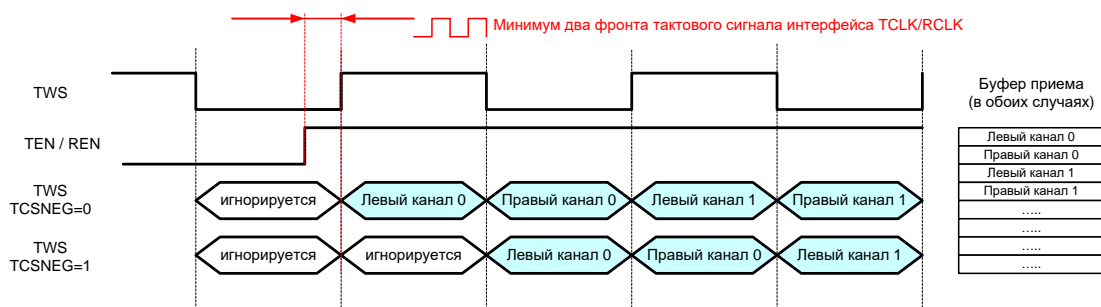 Минимум два фронта тактового сигнала интерфейса TCLK/RCLK
TWS
Буфер приема
(в обоих случаях)
TEN / REN
Левый канал 0
Правый канал 0
Левый канал 1
Правый канал 1
…..
…..
…..
…..
TWS
TCSNEG=0
игнорируется
Левый канал 0
Правый канал 0
Левый канал 1
Правый канал 1
TWS
TCSNEG=1
игнорируется
игнорируется
Левый канал 0
Правый канал 0
Левый канал 1